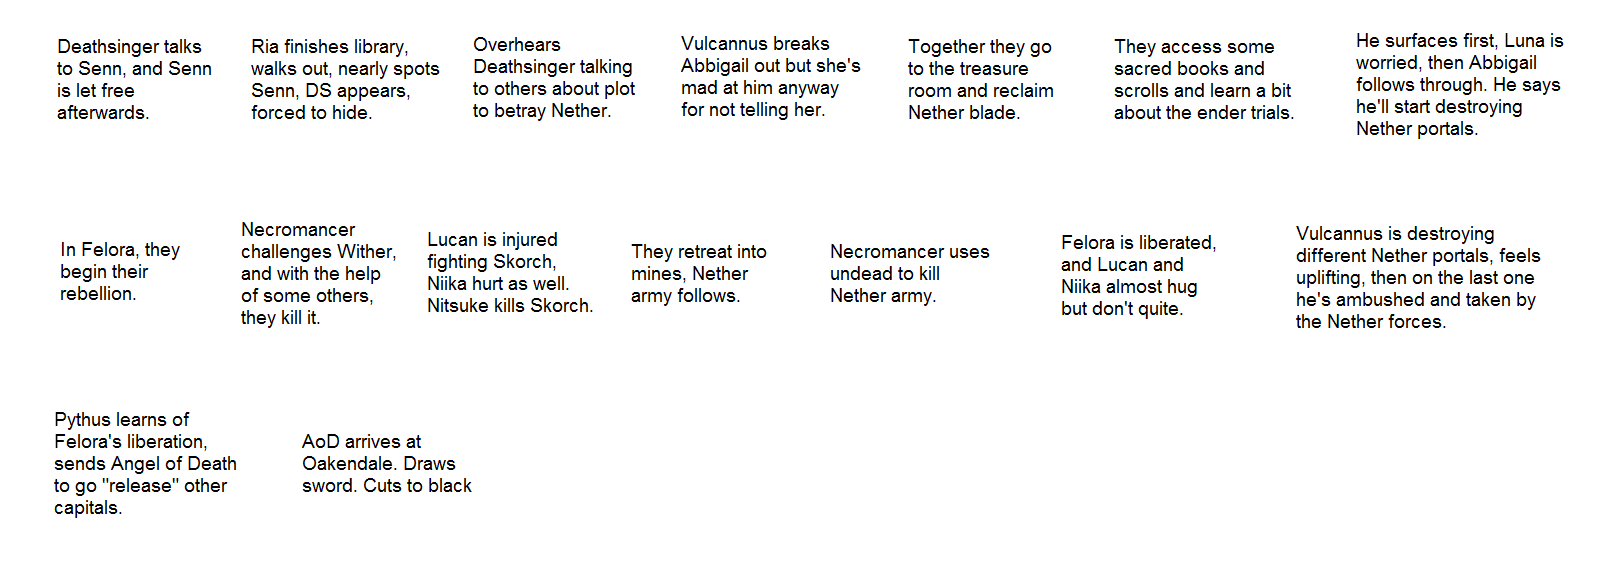 Deathsinger talks
to Senn, and Senn
is let free
afterwards.
Ria finishes library,
walks out, nearly spots
Senn, DS appears,
forced to hide.
Overhears
Deathsinger talking
to others about plot
to betray Nether.
Vulcannus breaks
Abbigail out but she's
mad at him anyway
for not telling her.
Together they go
to the treasure
room and reclaim
Nether blade.
They access some
sacred books and
scrolls and learn a bit
about the ender trials.
He surfaces first, Luna is
worried, then Abbigail
follows through. He says
he'll start destroying
Nether portals.
In Felora, they
begin their
rebellion.
Necromancer
challenges Wither,
and with the help
of some others,
they kill it.
Lucan is injured
fighting Skorch,
Niika hurt as well.
Nitsuke kills Skorch.
They retreat into
mines, Nether
army follows.
Necromancer uses
undead to kill
Nether army.
Felora is liberated,
and Lucan and
Niika almost hug
but don't quite.
Vulcannus is destroying
different Nether portals, feels
uplifting, then on the last one
he's ambushed and taken by
the Nether forces.
Pythus learns of
Felora's liberation,
sends Angel of Death
to go "release" other
capitals.
AoD arrives at
Oakendale. Draws
sword. Cuts to black